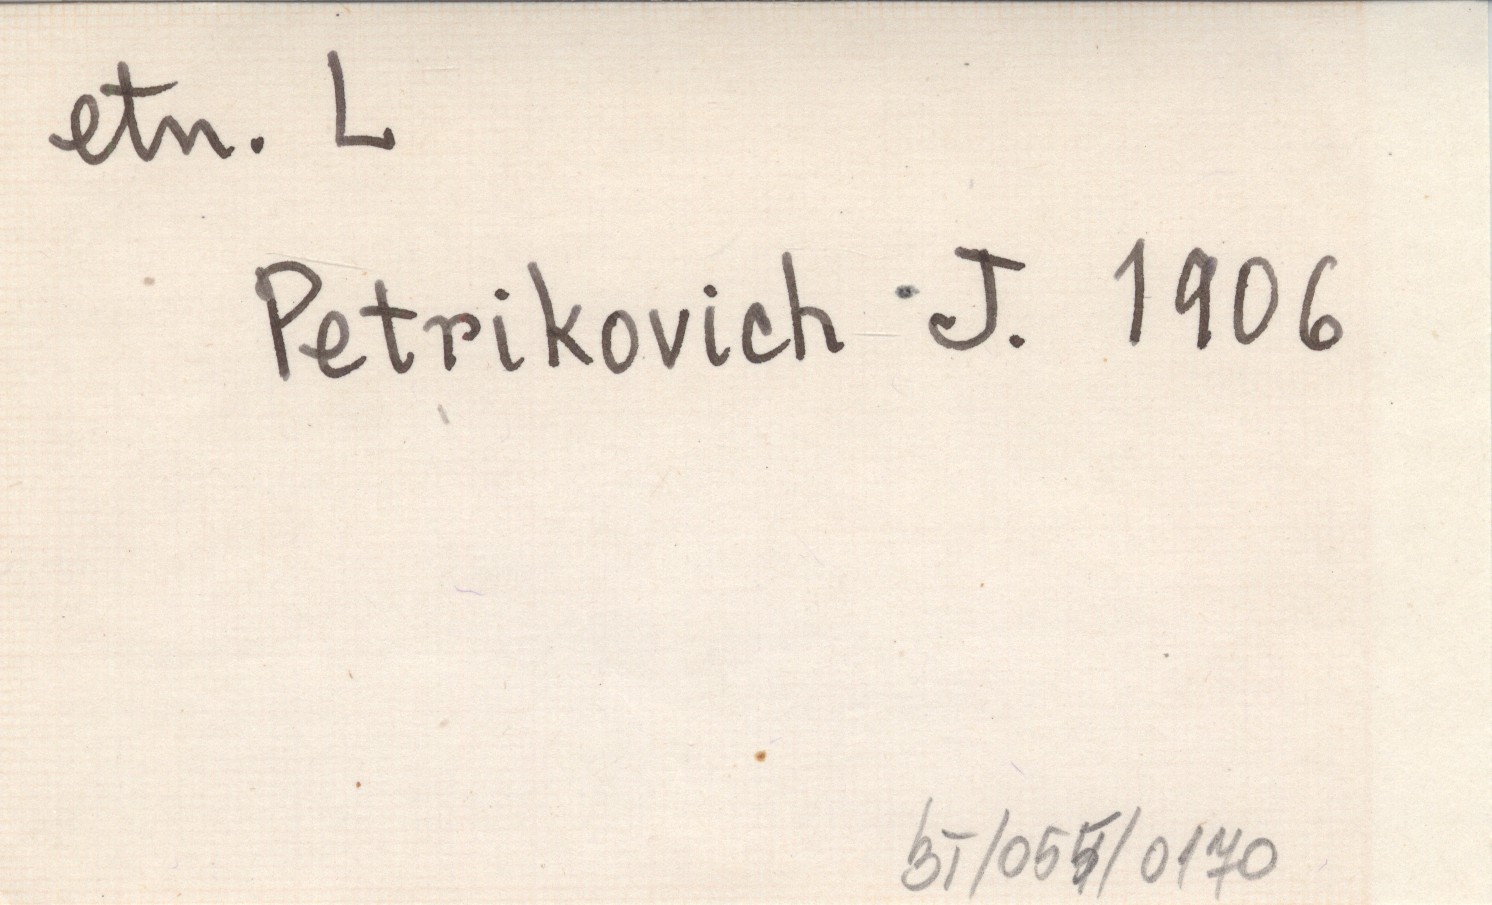 etn. L
Petrikovich J. 1906